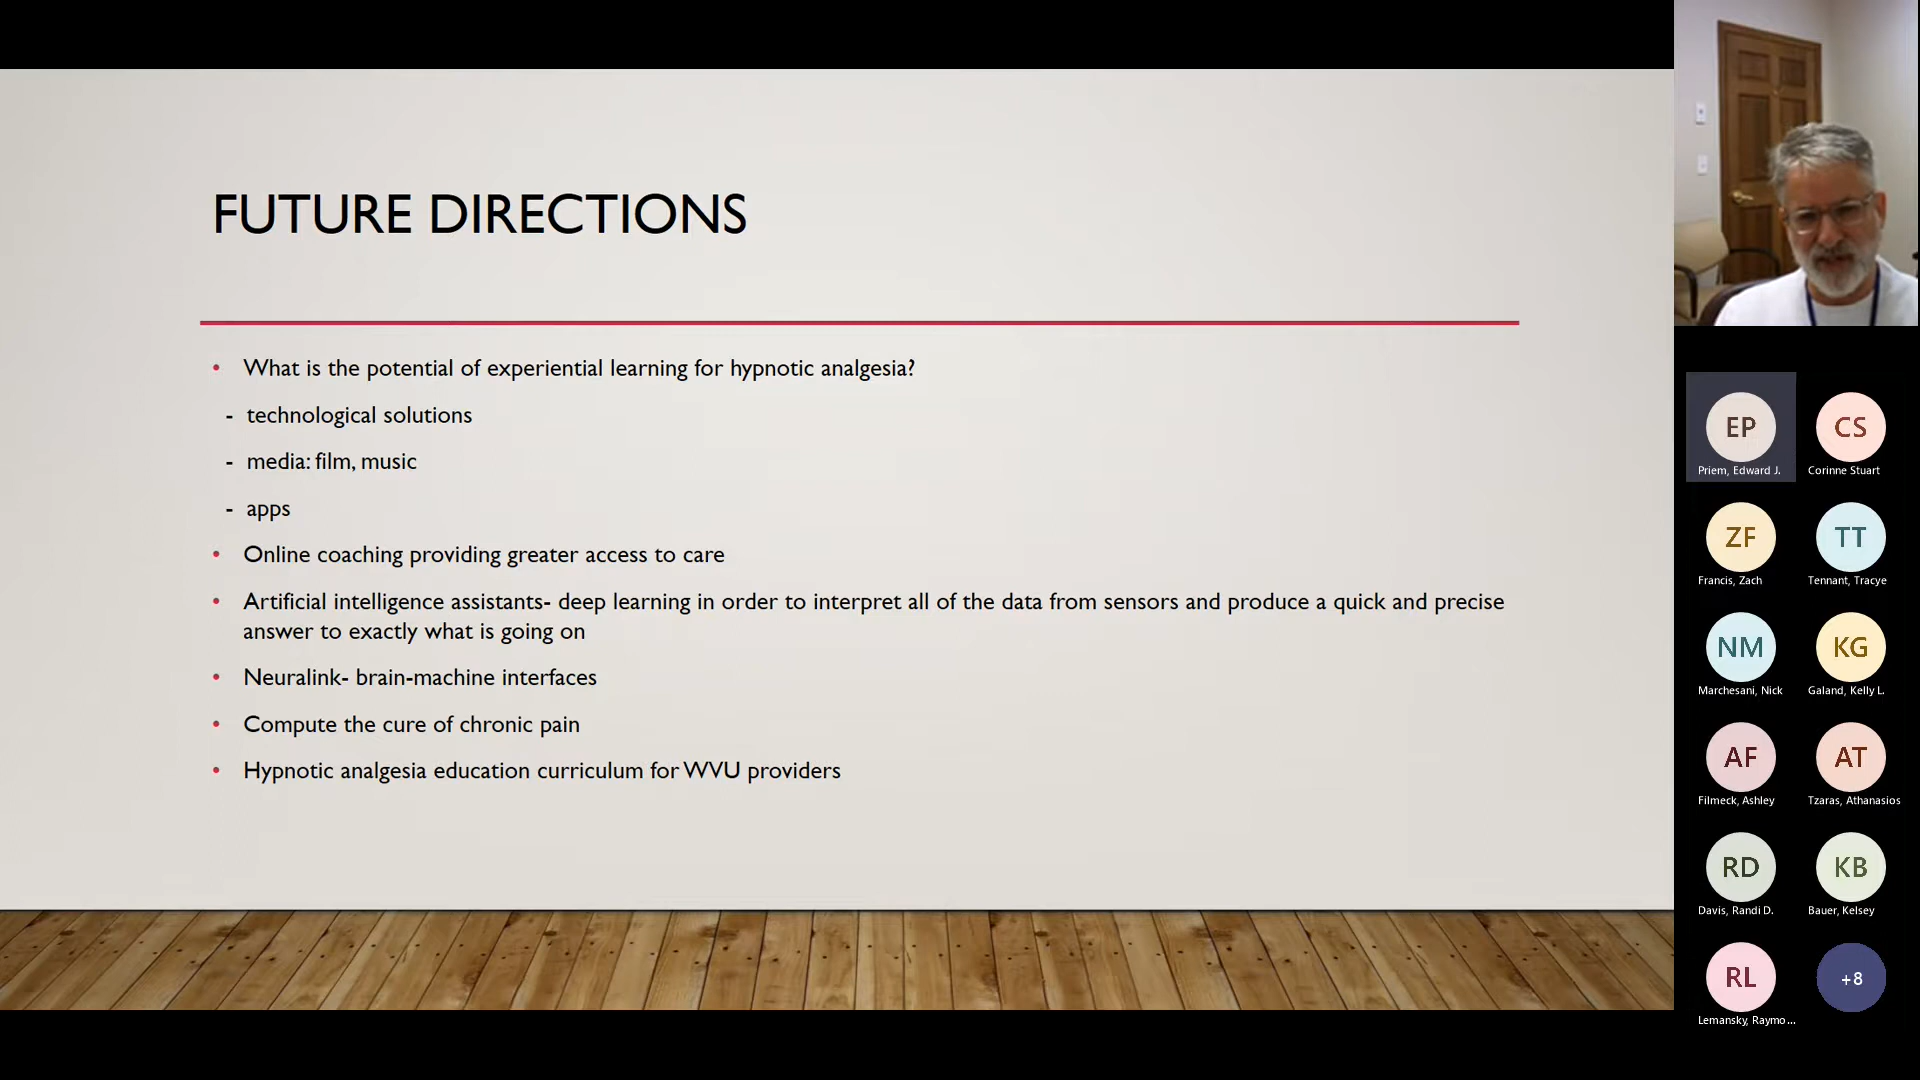 FUTURE DIRECTIONS
• What is the potential of experiential learning for hypnotic analgesia?
- technological solutions
- media: film, music
- apps
• Online coaching providing greater access to care
• Artificial intelligence assistants- deep learning in order to interpret all of the data from sensors and produce a quick and precise
answer to exactly what is going on
• Neuralink- brain-machine interfaces
• Compute the cure of chronic pain
• Hypnotic analgesia education curriculum for WVU providers
EP
Priem, Edward J.
CS
Corinne Stuart
ZF
Francis, Zach
TT
Tennant, Tracye
NM
Marchesani, Nick
KG
Galand, Kelly L.
AF
Filmeck, Ashley
AT
Tzaras, Athanasios
RD
Davis, Randi D.
KB
Bauer, Kelsey
RL
Lemansky, Raymo...
+8